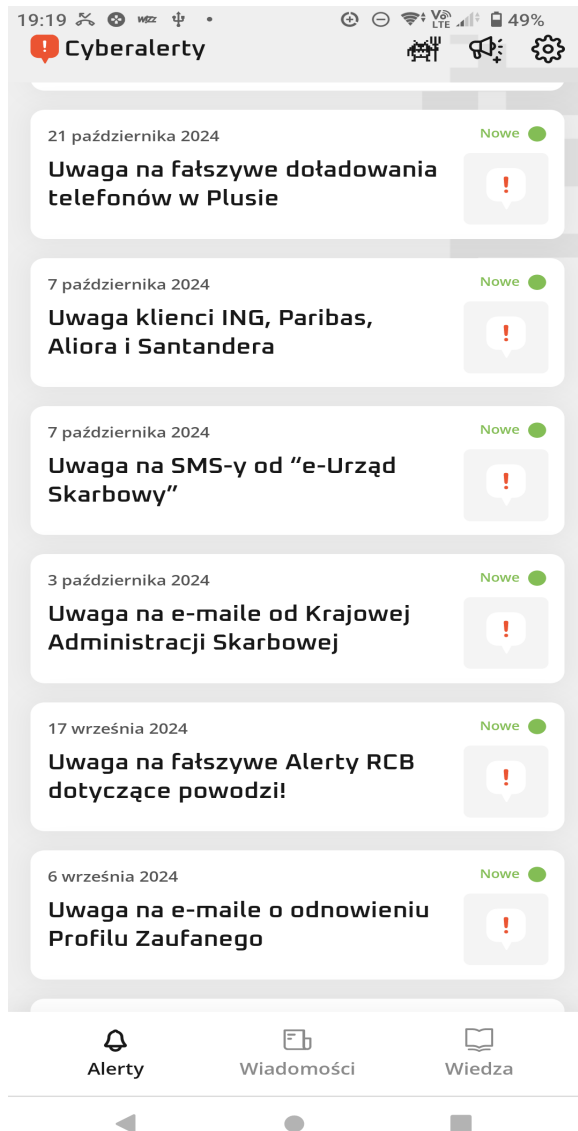 19:19 WIZZ Vo LTE 49%
Cyberalerty
21 października 2024 Nowe
Uwaga na fałszywe doładowania
telefonów w Plusie
7 października 2024 Nowe
Uwaga klienci ING, Paribas,
Aliora i Santandera
7 października 2024 Nowe
Uwaga na SMS-y od “e-Urząd
Skarbowy”
3 października 2024 Nowe
Uwaga na e-maile od Krajowej
Administracji Skarbowej
17 września 2024 Nowe
Uwaga na fałszywe Alerty RCB
dotyczące powodzi!
6 września 2024 Nowe
Uwaga na e-maile o odnowieniu
Profilu Zaufanego
Alerty Wiadomości Wiedza